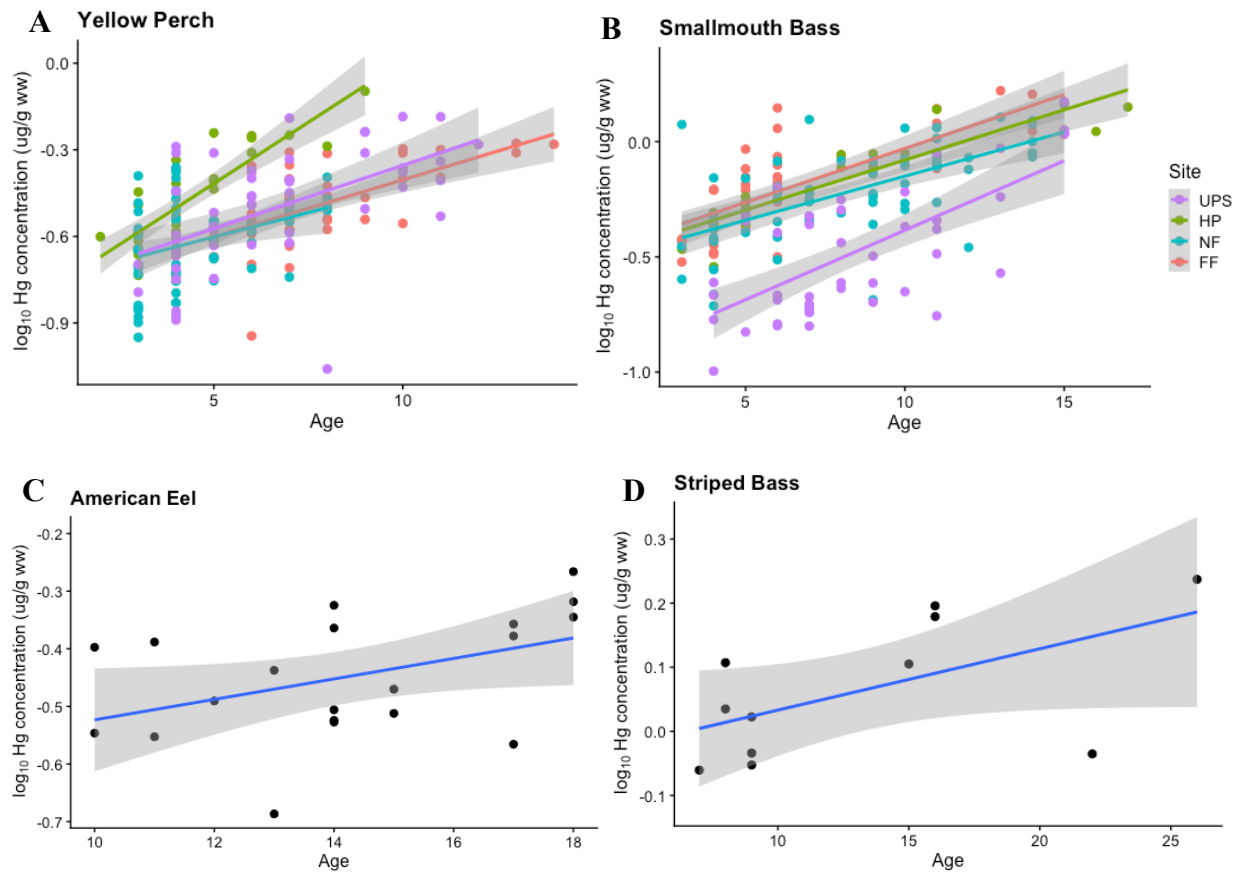 A Yellow Perch
0.0
-0.3
-0.6
-0.9
log10 Hg concentration (ug/g ww)
5 10
Age
B Smallmouth Bass
0.0
-0.5
-1.0
log10 Hg concentration (ug/g ww)
5 10 15
Age
Site
UPS
HP
NF
FF
C American Eel
-0.2
-0.3
-0.4
-0.5
-0.6
-0.7
log10 Hg concentration (ug/g ww)
10 12 14 16 18
Age
D Striped Bass
0.3
0.2
0.1
0.0
-0.1
log10 Hg concentration (ug/g ww)
10 15 20 25
Age